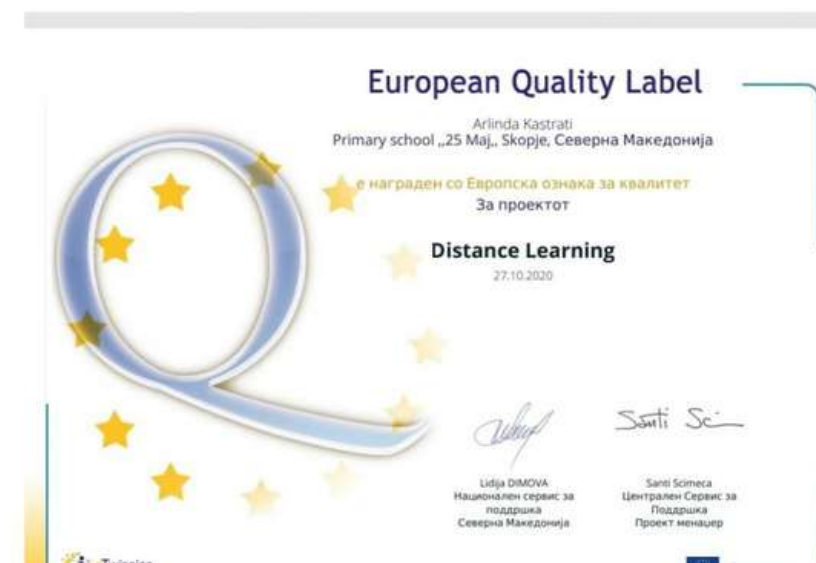 European Quality Label
Arlinda Kastrati
Primary school „25 Maj„ Skopje, Северна Македонија
е награден со Европска ознака за квалитет
За проектот
Distance Learning
27.10.2020
Santi Sci
Lidija DIMOVA
Национален сервис за
поддршка
Северна Македонија
Santi Scimeca
Централен Сервис за
Поддршка
Проект менаџер